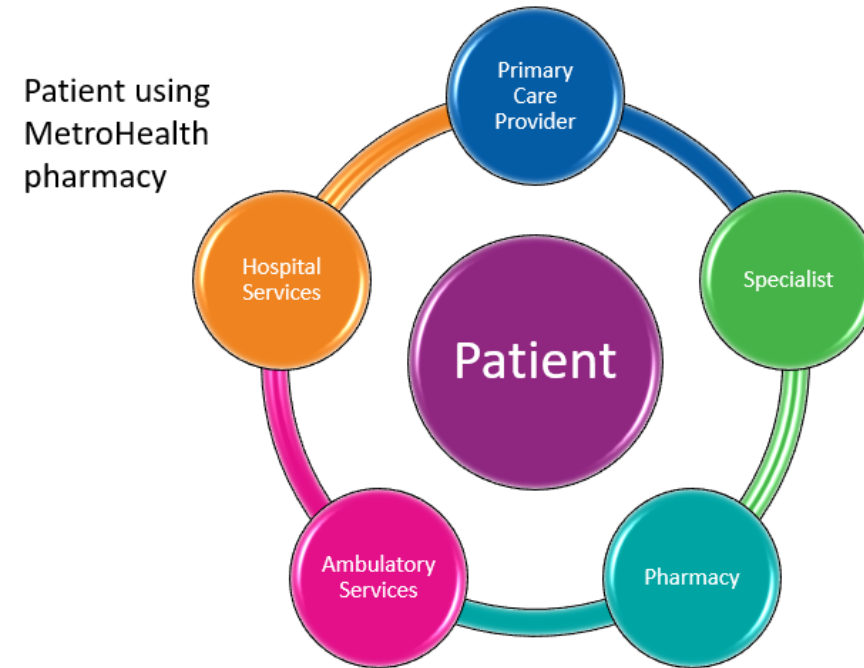 Patient using
MetroHealth
pharmacy
Primary
Care
Provider
Hospital
Services
Specialist
Patient
Ambulatory
Services
Pharmacy